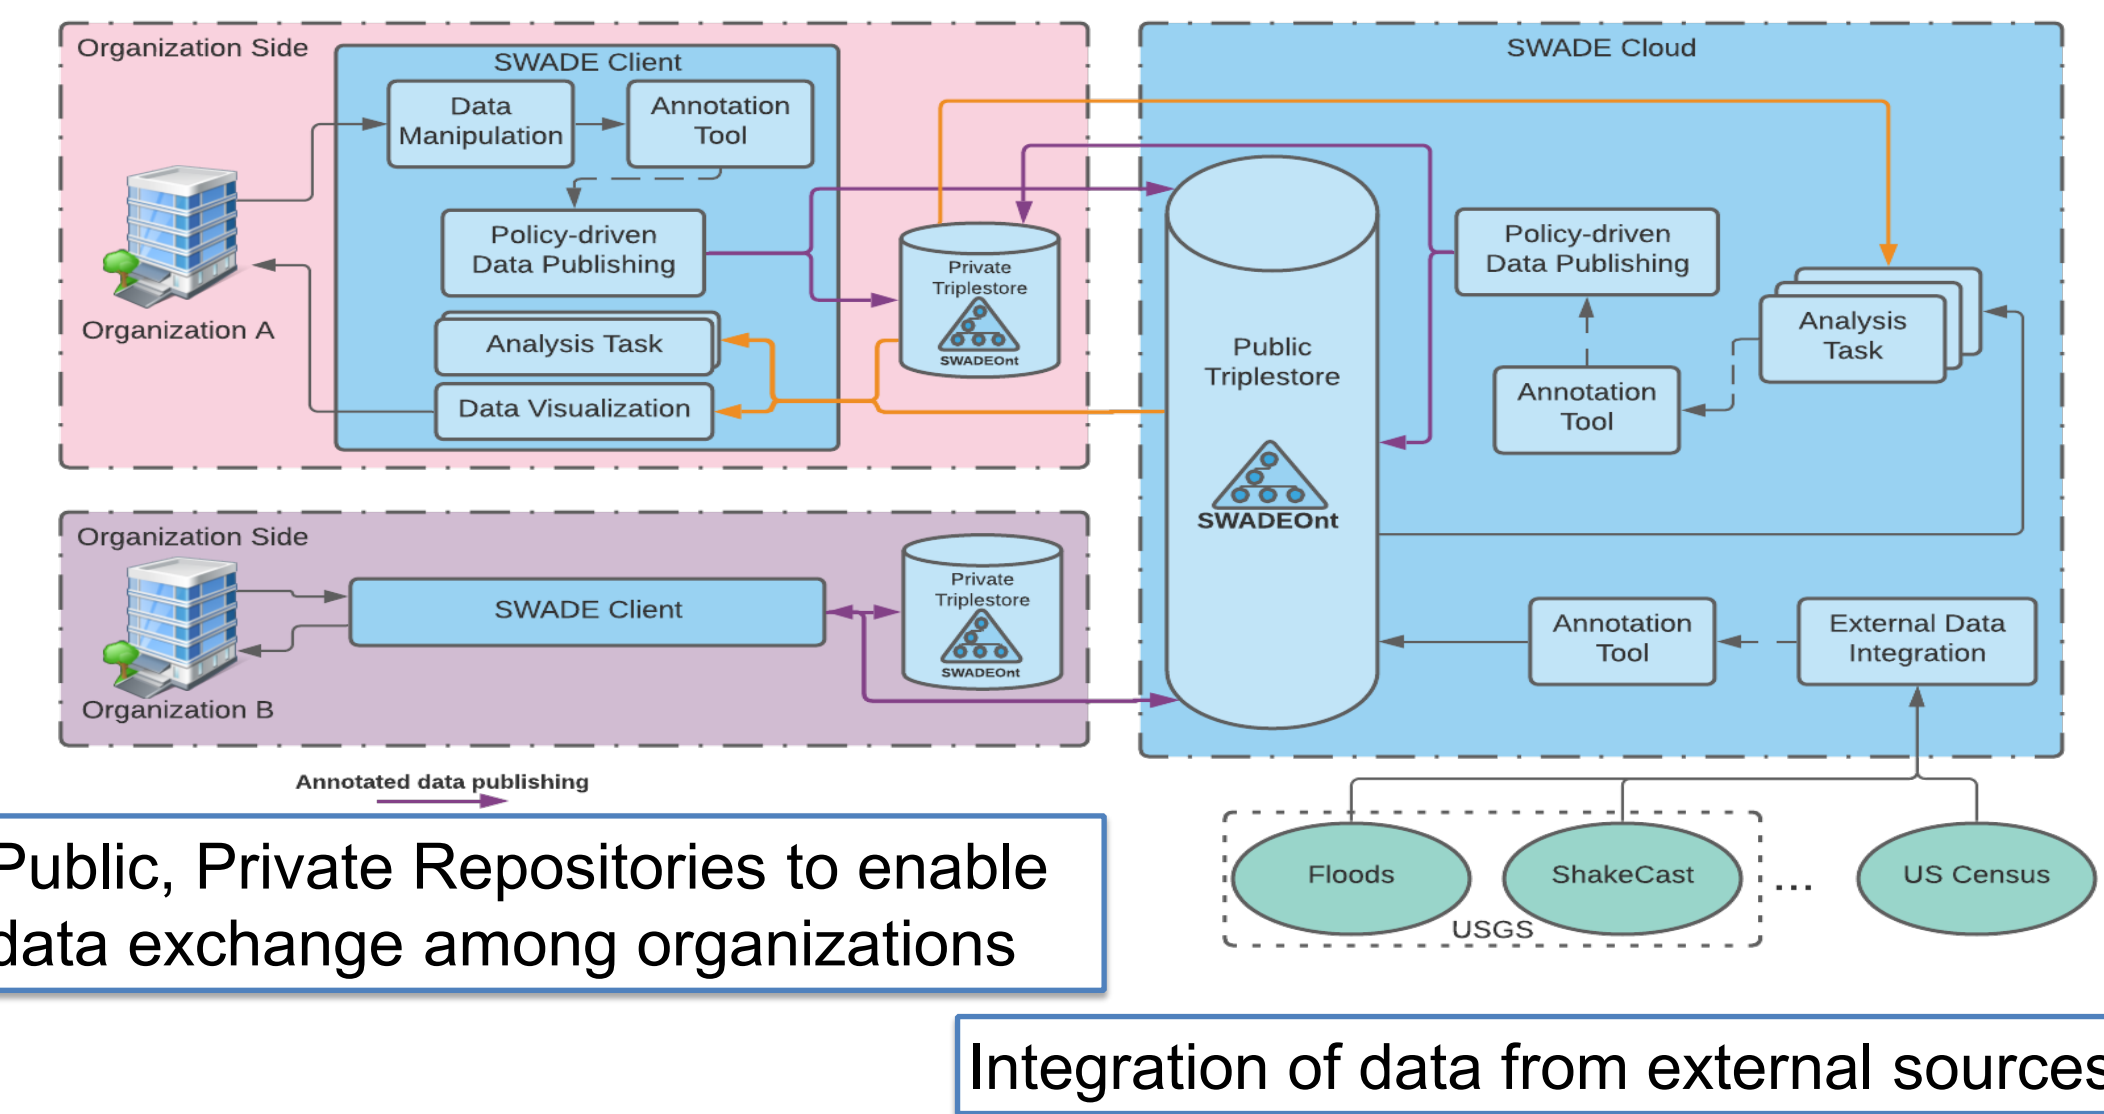 Organization Side
SWADE Client
Data
Manipulation
Annotation
Tool
Policy-driven
Data Publishing
Analysis Task
Data Visualization
Organization A
Private
Triplestore
SWADEOnt
SWADE Cloud
Public
Triplestore
SWADEOnt
Policy-driven
Data Publishing
Analysis
Task
Annotation
Tool
Annotation
Tool
External Data
Integration
Organization Side
SWADE Client
Organization B
Private
Triplestore
SWADEOnt
Annotated data publishing
Public, Private Repositories to enable
data exchange among organizations
Floods
ShakeCast
...
US Census
USGS
Integration of data from external sources